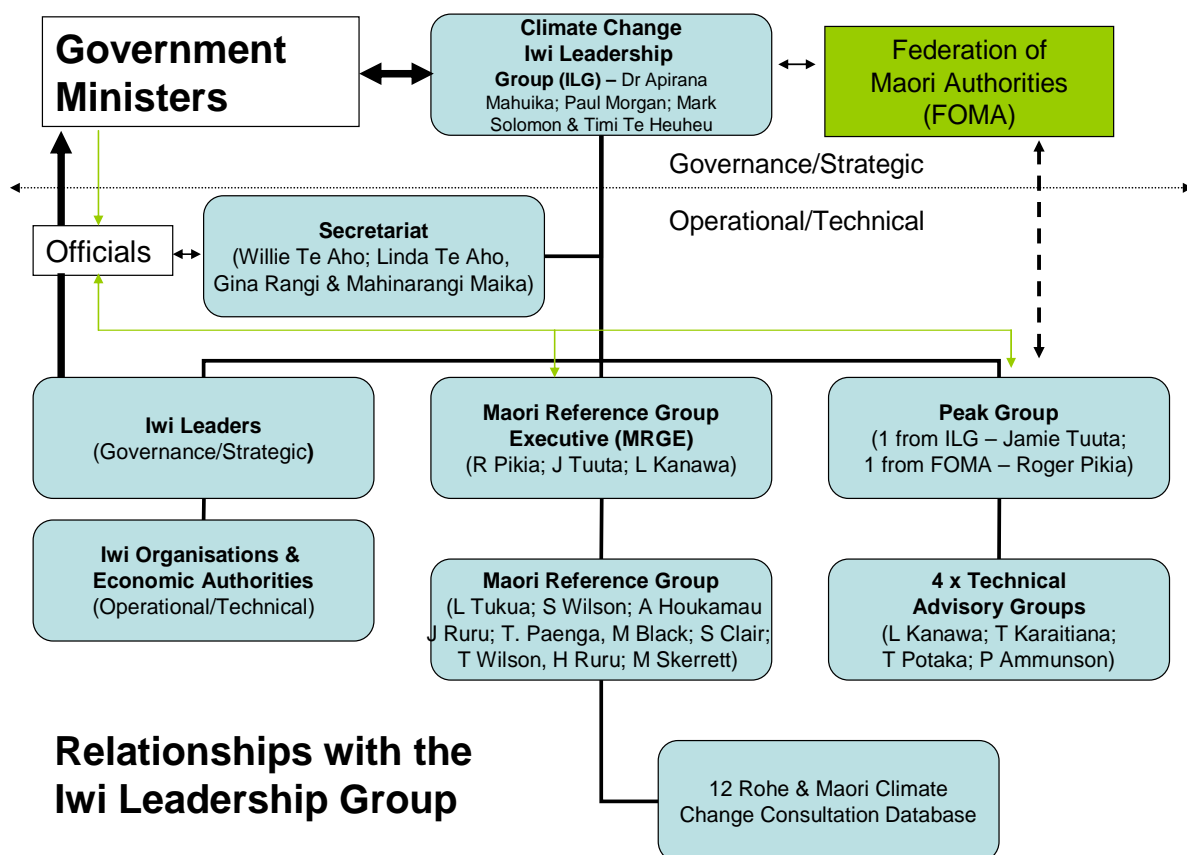 Government
Ministers
Climate Change
Iwi Leadership
Group (ILG) – Dr Apirana
Mahuika; Paul Morgan; Mark
Solomon & Timi Te Heuheu
Federation of
Maori Authorities
(FOMA)
Governance/Strategic
Operational/Technical
Officials
Secretariat
(Willie Te Aho; Linda Te Aho,
Gina Rangi & Mahinarangi Maika)
Iwi Leaders
(Governance/Strategic)
Maori Reference Group
Executive (MRGE)
(R Pikia; J Tuuta; L Kanawa)
Peak Group
(1 from ILG – Jamie Tuuta;
1 from FOMA – Roger Pikia)
Iwi Organisations &
Economic Authorities
(Operational/Technical)
Maori Reference Group
(L Tukua; S Wilson; A Houkamau
J Ruru; T. Paenga, M Black; S Clair;
T Wilson, H Ruru; M Skerrett)
4 x Technical
Advisory Groups
(L Kanawa; T Karaitiana;
T Potaka; P Ammunson)
Relationships with the
Iwi Leadership Group
12 Rohe & Maori Climate
Change Consultation Database